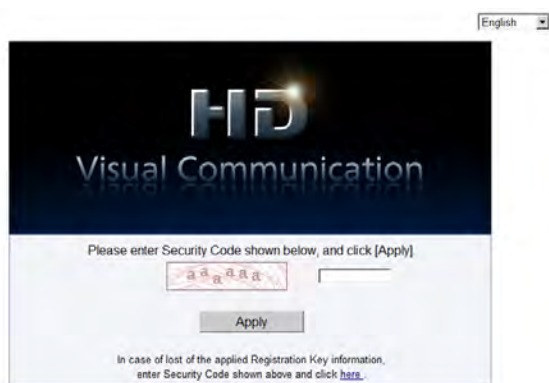 English
HD
Visual Communication
Please enter Security Code shown below, and click [Apply]
a a a a a a
Apply
In case of lost of the applied Registration Key information,
enter Security Code shown above and click here .